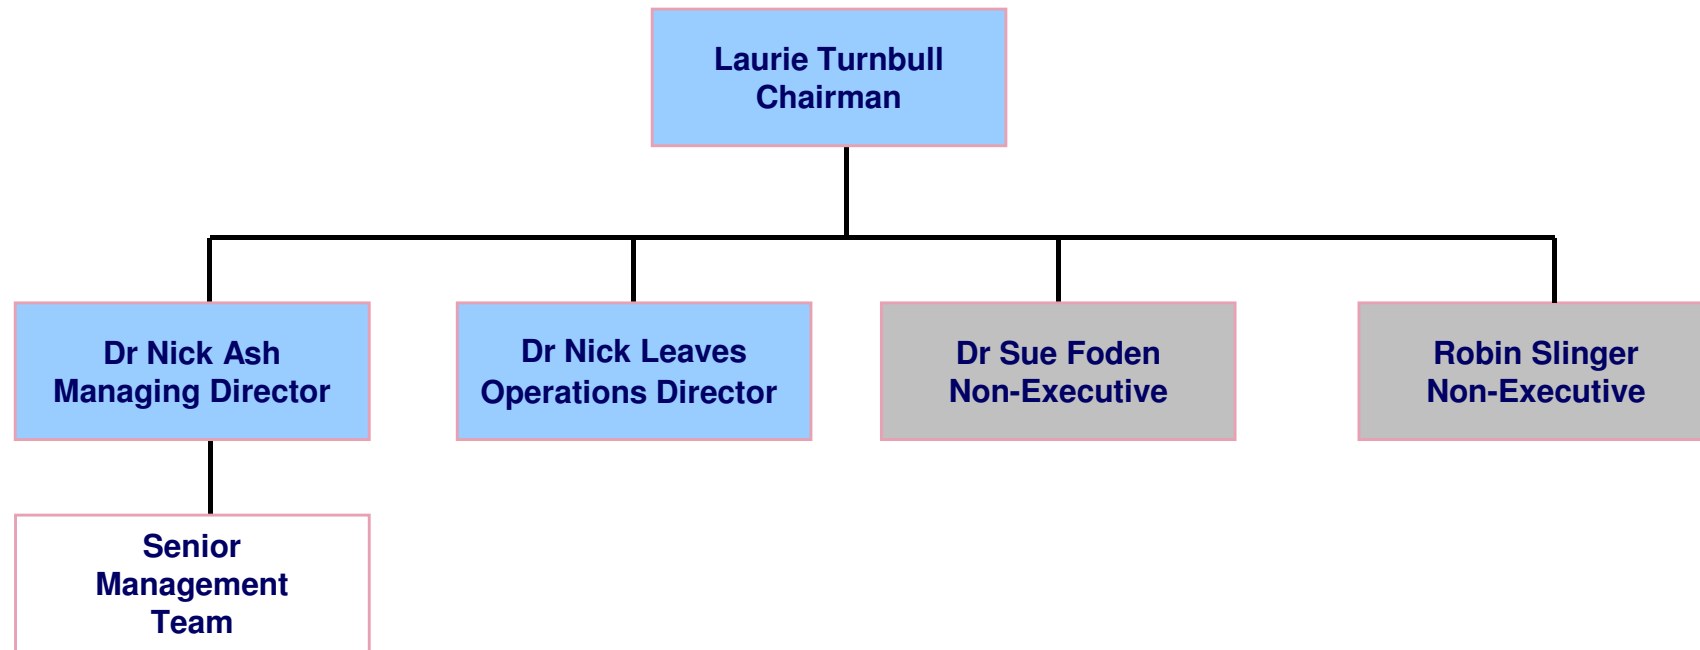 Laurie Turnbull
Chairman
Dr Nick Ash
Managing Director
Dr Nick Leaves
Operations Director
Dr Sue Foden
Non-Executive
Robin Slinger
Non-Executive
Senior
Management
Team